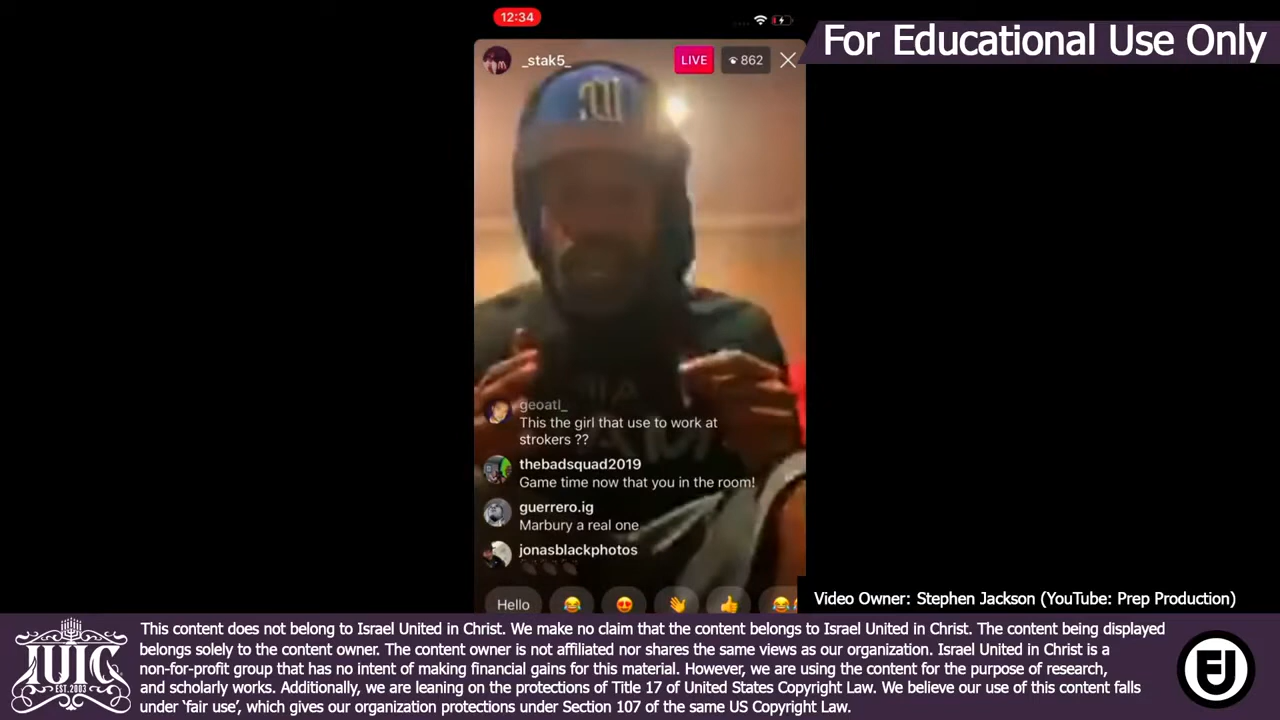 12:34
For Educational Use Only
_stak5_
LIVE
862
geoatl_
This the girl that use to work at
strokers ??
thebadsquad2019
Game time now that you in the room!
guerrero.ig
Marbury a real one
jonasblackphotos
Hello
Video Owner: Stephen Jackson (YouTube: Prep Production)
IUIC
EST.2003
This content does not belong to Israel United in Christ. We make no claim that the content belongs to Israel United in Christ. The content being displayed
belongs solely to the content owner. The content owner is not affiliated nor shares the same views as our organization. Israel United in Christ is a
non-for-profit group that has no intent of making financial gains for this material. However, we are using the content for the purpose of research,
and scholarly works. Additionally, we are leaning on the protections of Title 17 of United States Copyright Law. We believe our use of this content falls
under ‘fair use’, which gives our organization protections under Section 107 of the same US Copyright Law.